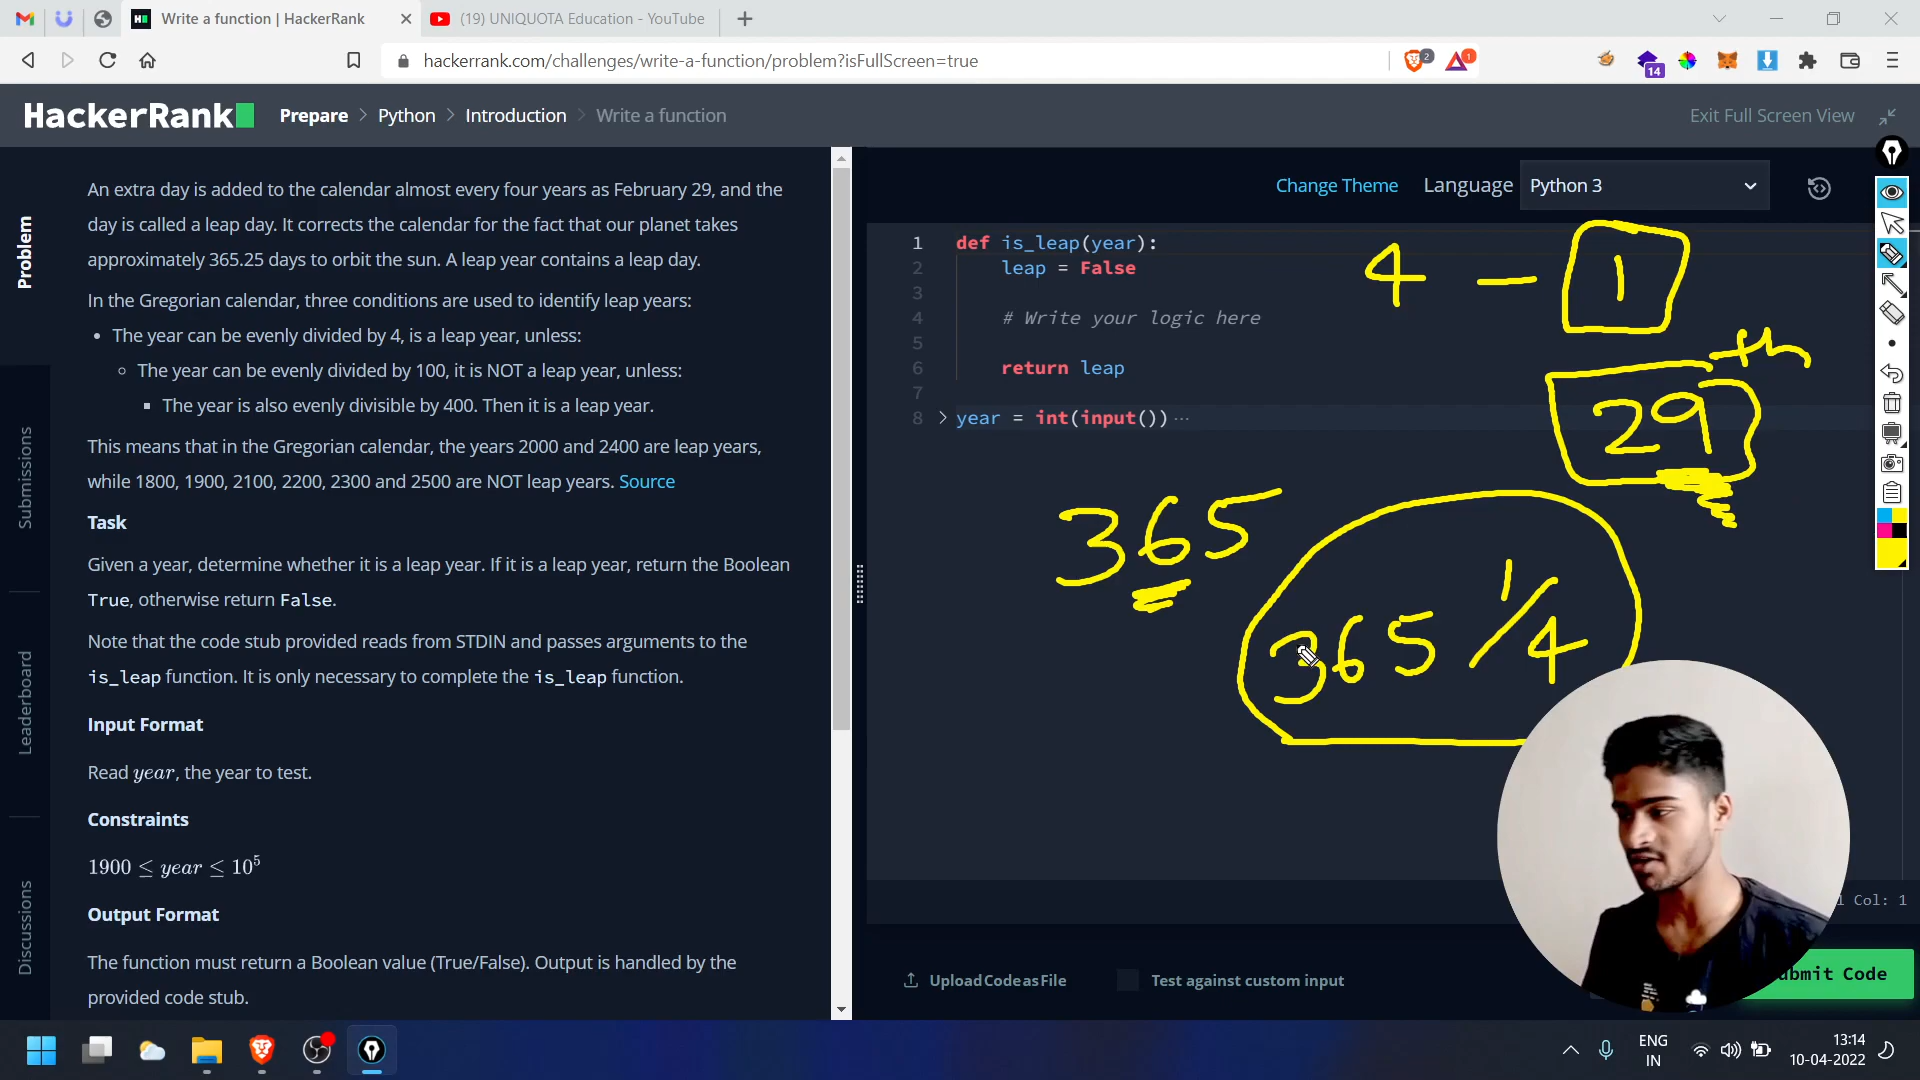 Write a function | HackerRank
(19) UNIQUOTA Education - YouTube
hackerrank.com/challenges/write-a-function/problem?isFullScreen=true
2
1
14
HackerRank
Prepare > Python > Introduction > Write a function
Exit Full Screen View
Problem
Submissions
Leaderboard
Discussions
An extra day is added to the calendar almost every four years as February 29, and the
day is called a leap day. It corrects the calendar for the fact that our planet takes
approximately 365.25 days to orbit the sun. A leap year contains a leap day.
In the Gregorian calendar, three conditions are used to identify leap years:
The year can be evenly divided by 4, is a leap year, unless:
The year can be evenly divided by 100, it is NOT a leap year, unless:
The year is also evenly divisible by 400. Then it is a leap year.
This means that in the Gregorian calendar, the years 2000 and 2400 are leap years,
while 1800, 1900, 2100, 2200, 2300 and 2500 are NOT leap years. Source
Task
Given a year, determine whether it is a leap year. If it is a leap year, return the Boolean
True, otherwise return False.
Note that the code stub provided reads from STDIN and passes arguments to the
is_leap function. It is only necessary to complete the is_leap function.
Input Format
Read year, the year to test.
Constraints
1900 ≤ year ≤ 10^5
Output Format
The function must return a Boolean value (True/False). Output is handled by the
provided code stub.
Change Theme
Language
Python 3
1 def is_leap(year):
2 leap = False
3
4 # Write your logic here
5
6 return leap
7
8 > year = int(input()) ...
4 - 1
29th
365
365 1/4
Col: 1
Upload Code as File
Test against custom input
ubmit Code
ENG
IN
13:14
10-04-2022